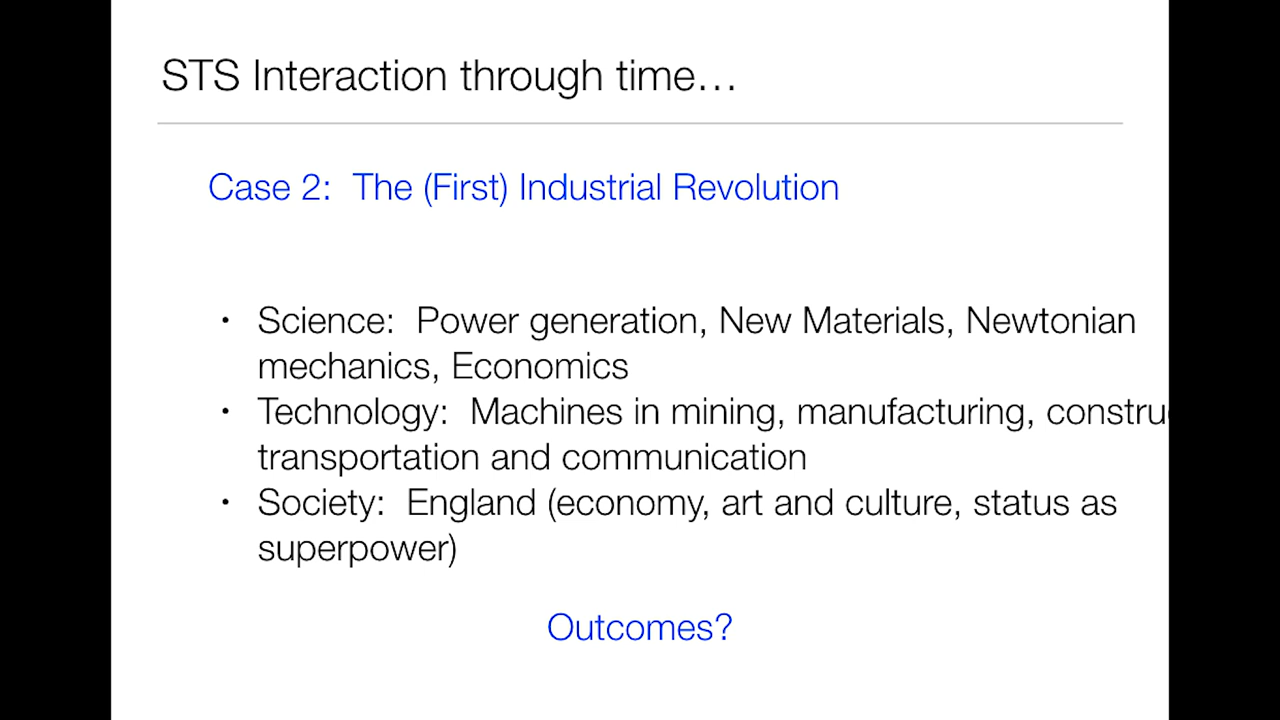 STS Interaction through time…
Case 2: The (First) Industrial Revolution
• Science: Power generation, New Materials, Newtonian
mechanics, Economics
• Technology: Machines in mining, manufacturing,
transportation and communication
• Society: England (economy, art and culture, status as
superpower)
Outcomes?